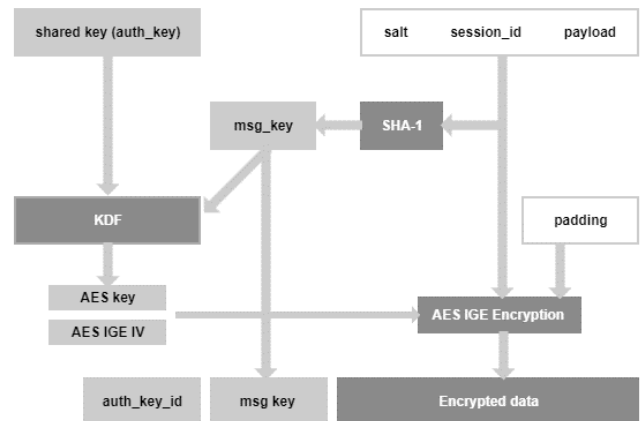 shared key (auth_key)
salt session_id payload
msg_key
SHA-1
KDF
padding
AES key
AES IGE IV
AES IGE Encryption
auth_key_id
msg key
Encrypted data